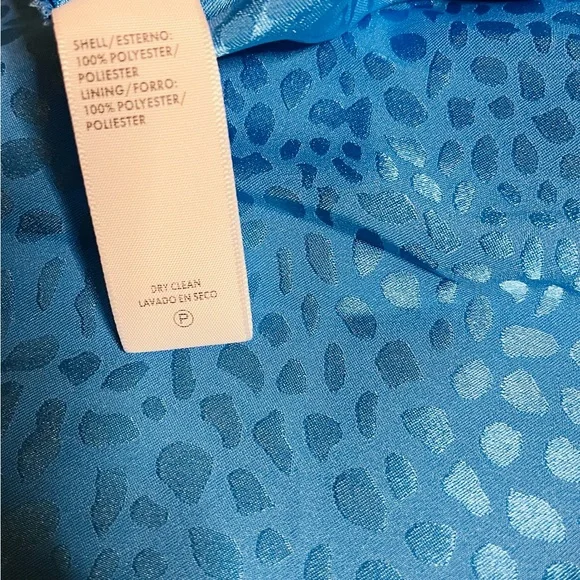 SHELL/ESTERNO:
100% POLYESTER/
POLIESTER
LINING/FORRO:
100% POLYESTER/
POLIESTER
DRY CLEAN
LAVADO EN SECO
P